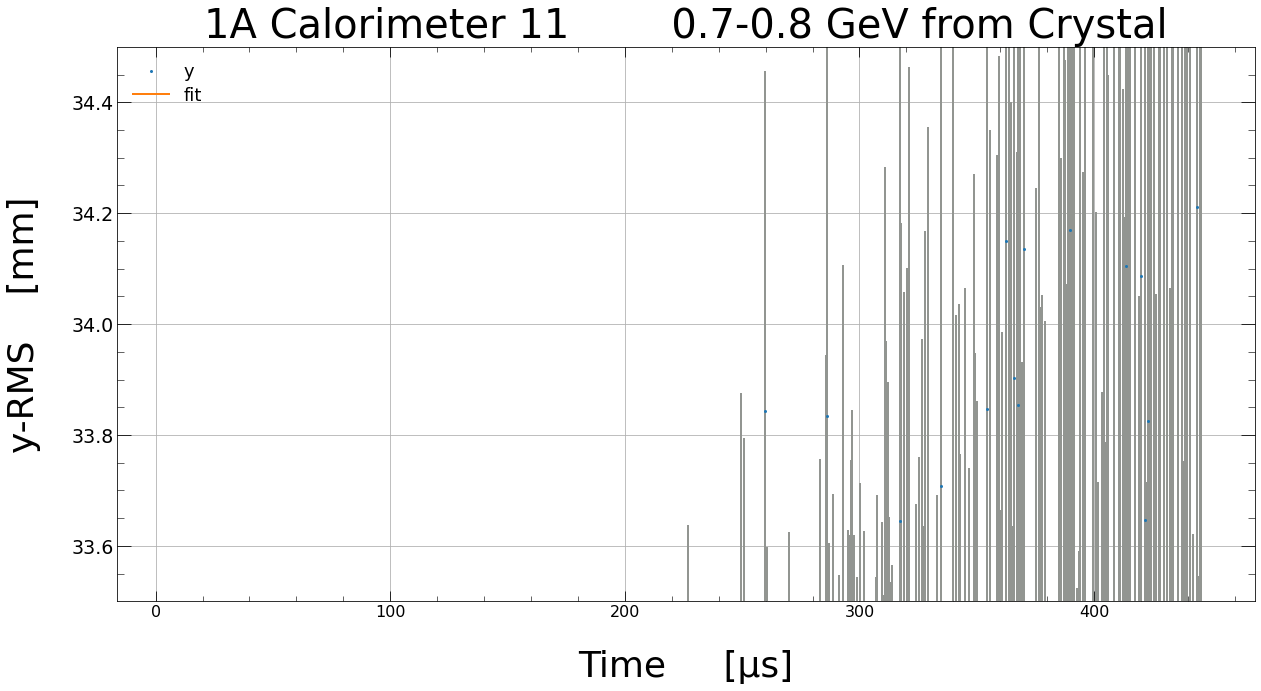 1A Calorimeter 11 0.7-0.8 GeV from Crystal
y
fit
34.4
34.2
34.0
33.8
33.6
y-RMS [mm]
0 100 200 300 400
Time [µs]